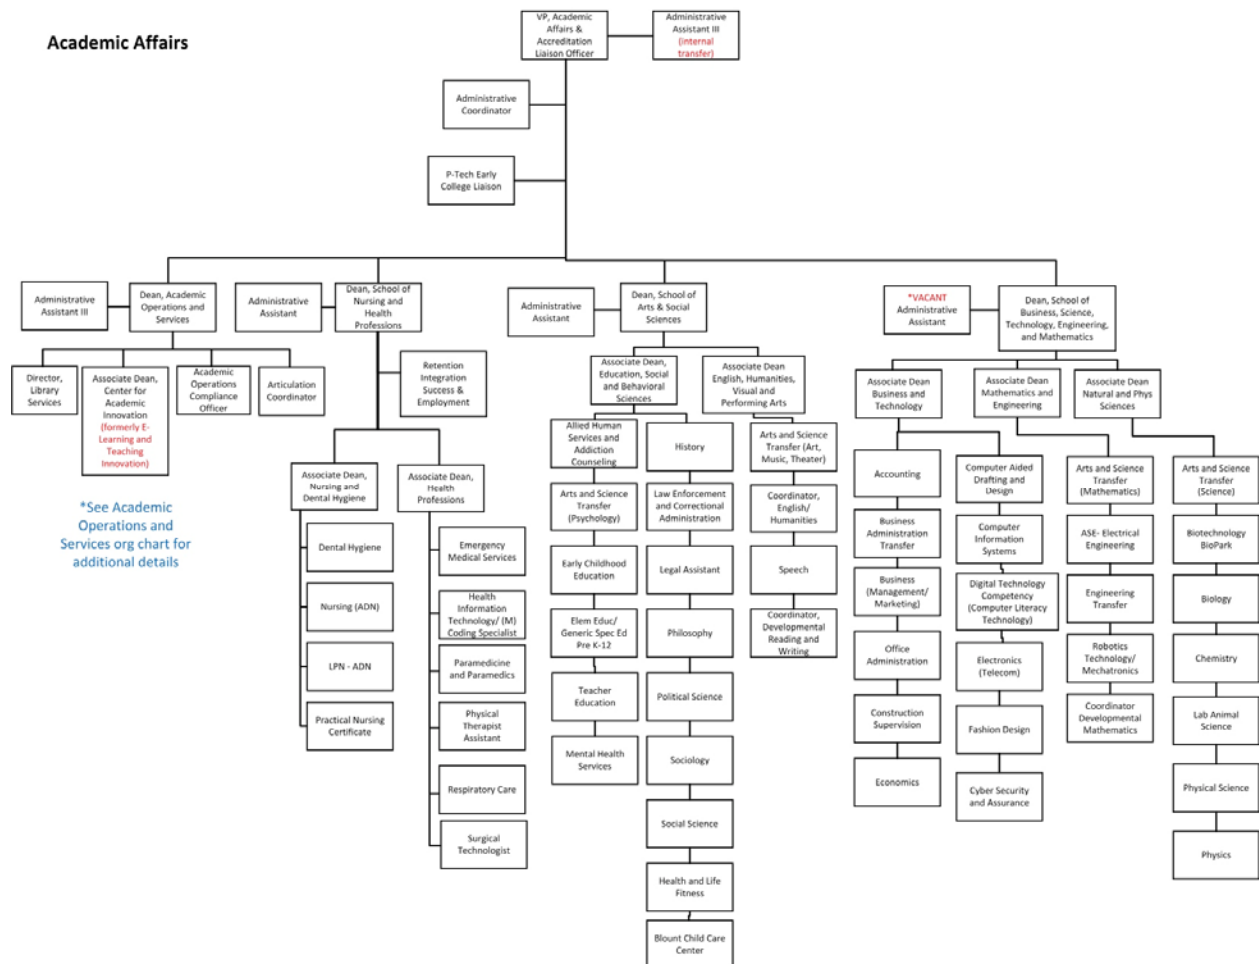 Academic Affairs
VP, Academic
Affairs &
Accreditation
Liaison Officer
Administrative
Assistant III
(internal
transfer)
Administrative
Coordinator
P-Tech Early
College Liaison
Administrative
Assistant III
Dean, Academic
Operations and
Services
Administrative
Assistant
Dean, School of
Nursing and
Health
Professions
Administrative
Assistant
Dean, School of
Arts & Social
Sciences
*VACANT
Administrative
Assistant
Dean, School of
Business, Science,
Technology, Engineering,
and Mathematics
Director,
Library
Services
Associate Dean,
Center for
Academic
Innovation
(formerly E-
Learning and
Teaching
Innovation)
Academic
Operations
Compliance
Officer
Articulation
Coordinator
*See Academic
Operations and
Services org chart for
additional details
Retention
Integration
Success &
Employment
Associate Dean,
Nursing and
Dental Hygiene
Dental Hygiene
Nursing (ADN)
LPN - ADN
Practical Nursing
Certificate
Associate Dean,
Health
Professions
Emergency
Medical Services
Health
Information
Technology/ (M)
Coding Specialist
Paramedicine
and Paramedics
Physical
Therapist
Assistant
Respiratory Care
Surgical
Technologist
Associate Dean,
Education, Social
and Behavioral
Sciences
Allied Human
Services and
Addiction
Counseling
Arts and Science
Transfer
(Psychology)
Early Childhood
Education
Elem Educ/
Generic Spec Ed
Pre K-12
Teacher
Education
Mental Health
Services
History
Law Enforcement
and Correctional
Administration
Legal Assistant
Philosophy
Political Science
Sociology
Social Science
Health and Life
Fitness
Blount Child Care
Center
Associate Dean
English, Humanities,
Visual and
Performing Arts
Arts and Science
Transfer (Art,
Music, Theater)
Coordinator,
English/
Humanities
Speech
Coordinator,
Developmental
Reading and
Writing
Associate Dean
Business and
Technology
Accounting
Business
Administration
Transfer
Business
(Management/
Marketing)
Office
Administration
Construction
Supervision
Economics
Computer Aided
Drafting and
Design
Computer
Information
Systems
Digital Technology
Competency
(Computer Literacy
Technology)
Electronics
(Telecom)
Fashion Design
Cyber Security
and Assurance
Associate Dean
Mathematics and
Engineering
Arts and Science
Transfer
(Mathematics)
ASE- Electrical
Engineering
Engineering
Transfer
Robotics
Technology/
Mechatronics
Coordinator
Developmental
Mathematics
Associate Dean
Natural and Phys
Sciences
Arts and Science
Transfer
(Science)
Biotechnology
BioPark
Biology
Chemistry
Lab Animal
Science
Physical Science
Physics